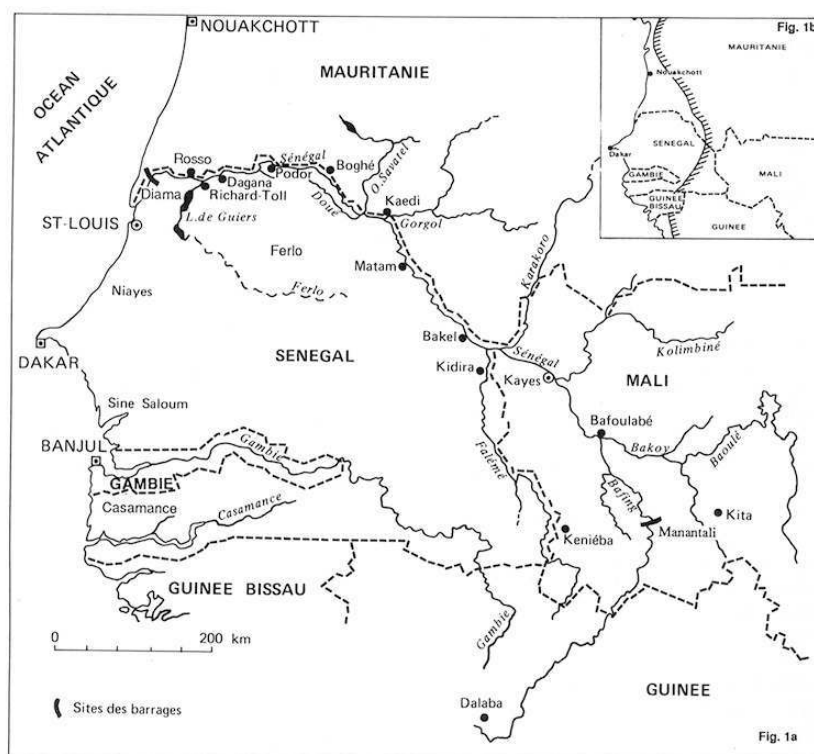 NOUAKCHOTT
Fig. 1b
MAURITANIE
Nouakchott
SENEGAL
Dakar
MALI
GAMBIE
GUINEE
BISSAU
GUINEE
OCEAN
ATLANTIQUE
MAURITANIE
Rosso
Sénégal
Boghé
O.Savarel
Podor
Dagana
Diama
Richard-Toll
Doué
Kaedi
L.de Guiers
Gorgol
ST-LOUIS
Ferlo
Matam
Karakoro
Ferlo
Niayes
Bakel
Sénégal
Kolimbiné
DAKAR
SENEGAL
Kidira
Kayes
MALI
Sine Saloum
Bafoulabé
BANJUL
Gambie
Falémé
Bakoy
Baoulé
GAMBIE
Casamance
Casamance
Bafing
Kita
Keniéba
Manantali
GUINEE BISSAU
0 200 km
Gambie
GUINEE
Sites des barrages
Dalaba
Fig. 1a